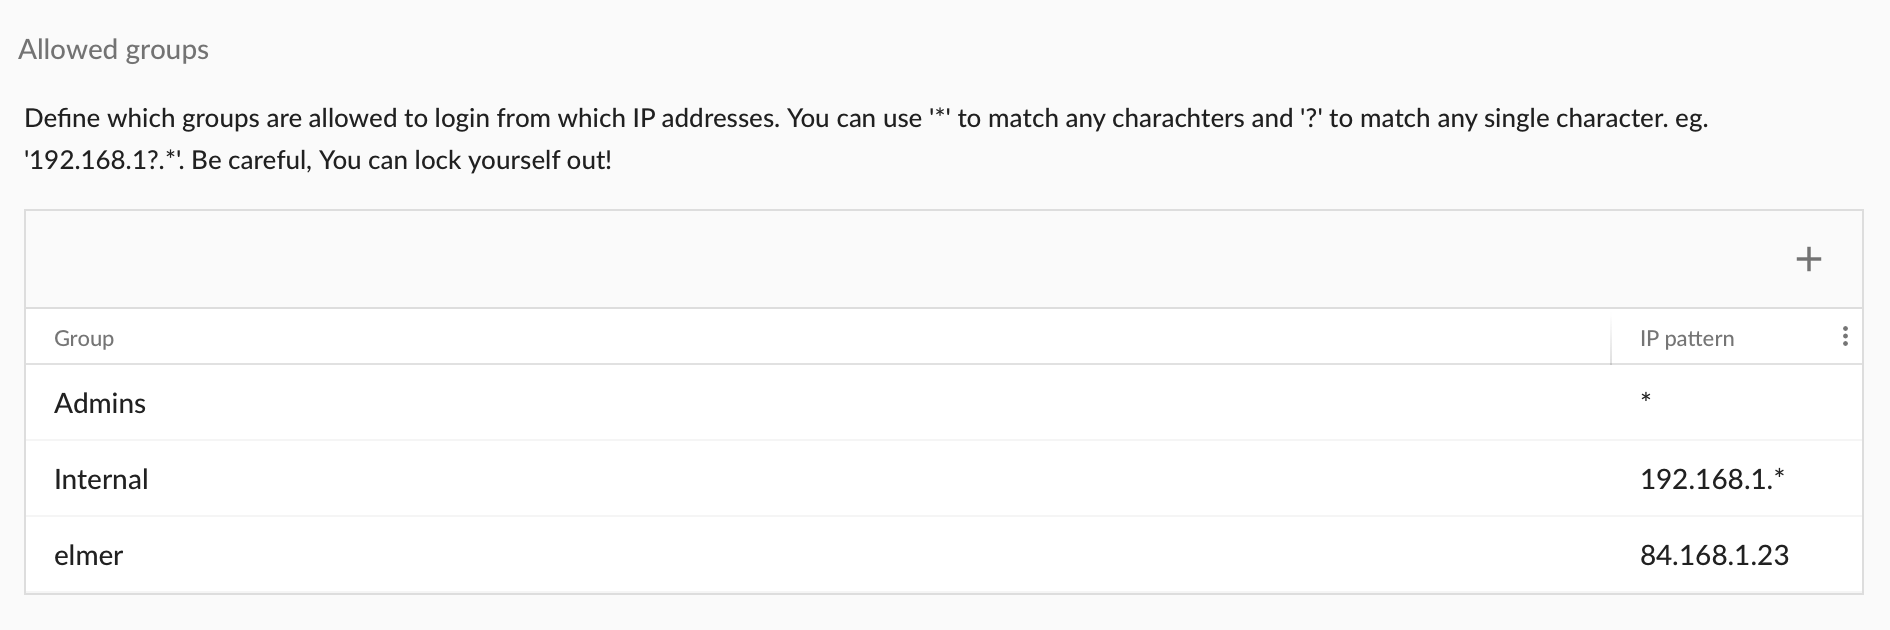 Allowed groups
Define which groups are allowed to login from which IP addresses. You can use '*' to match any charachters and '?' to match any single character. eg.
'192.168.1?.*'. Be careful, You can lock yourself out!
Group IP pattern
Admins *
Internal 192.168.1.*
elmer 84.168.1.23